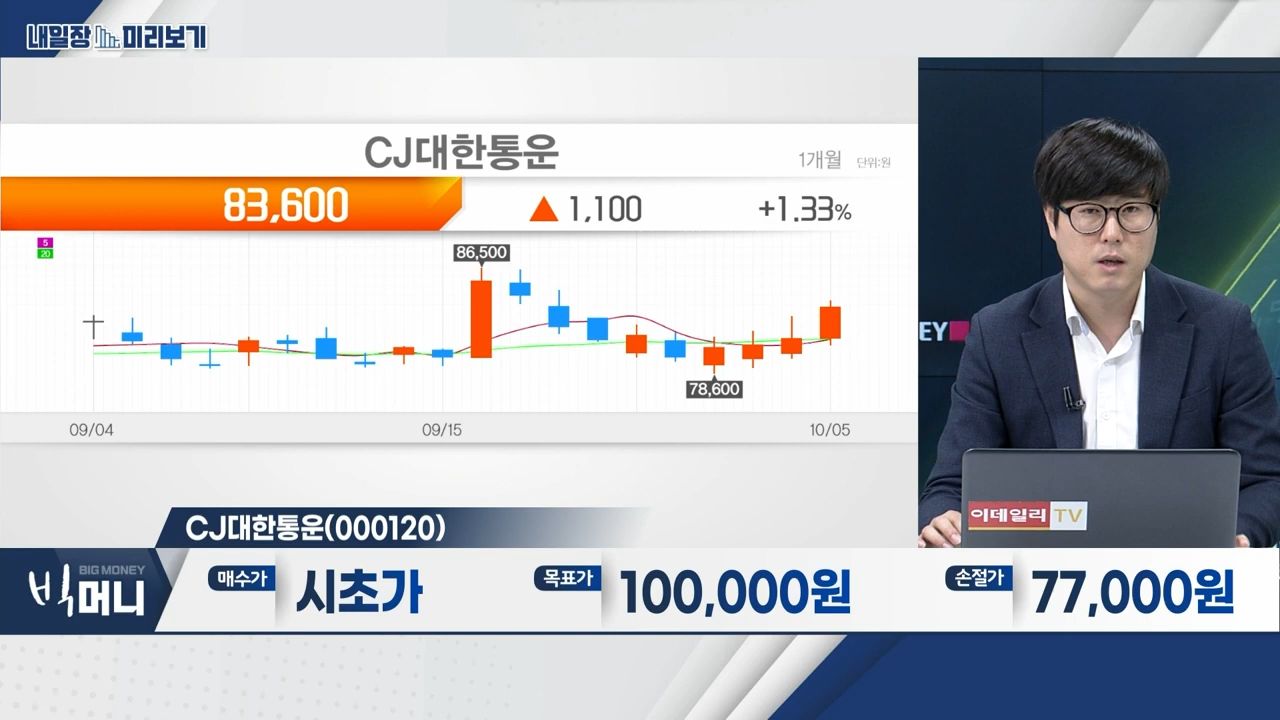 내일장 미리보기
CJ대한통운
1개월 단위:원
83,600 ▲ 1,100 +1.33%
5
20
86,500
78,600
09/04 09/15 10/05
EY
이데일리 TV
CJ대한통운(000120)
BIG MONEY
빅머니
매수가 시초가 목표가 100,000원 손절가 77,000원